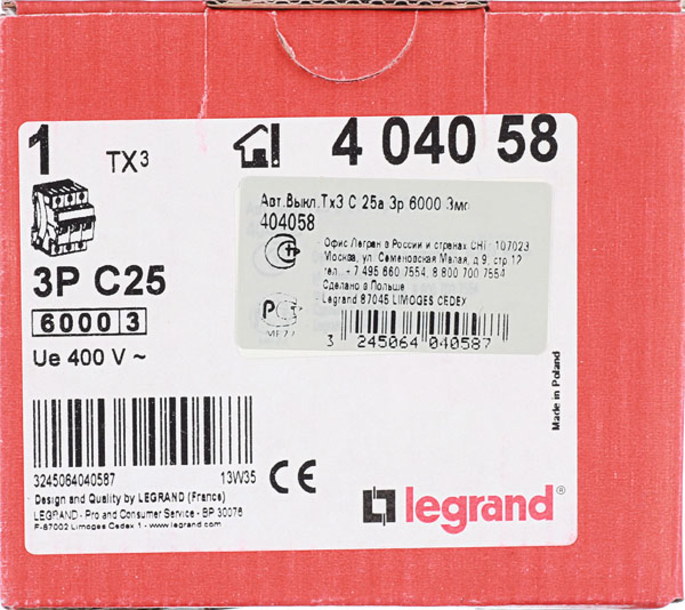 1 TX³ 4 040 58
Авт.Выкл.Тх3 С 25а 3р 6000 3мо
404058
Офис Легран в России и странах СНГ: 107023
Москва, ул. Семеновская Малая, д 9, стр 12
тел.. +7 495 660 7554, 8 800 700 7554
Сделано в Польше
Legrand 87045 LIMOGES CEDEX
3P C25
6000 3
Ue 400 V ~
3 245064 040587
Made in Poland
3245064040587 13W35
CE
Design and Quality by LEGRAND (France)
LEGRAND - Pro and Consumer Service - BP 30076
F-87002 Limoges Cedex 1 - www.legrand.com
legrand®